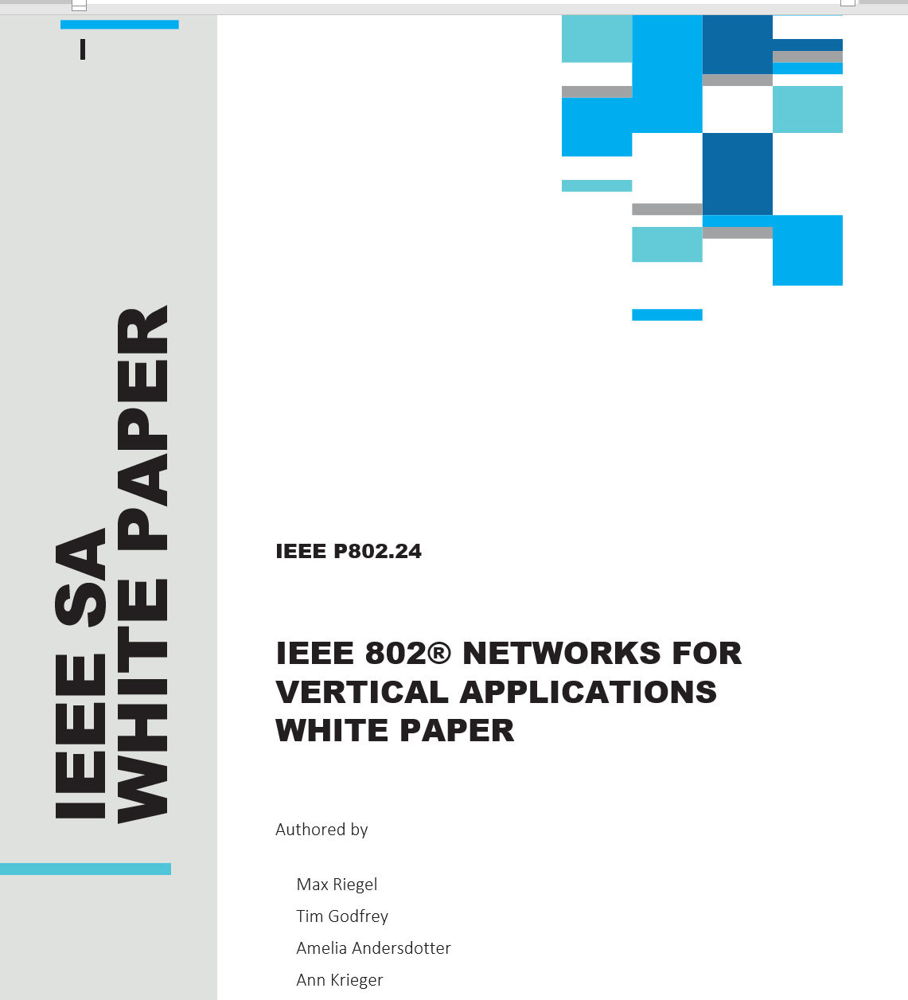 IEEE SA
WHITE PAPER
IEEE P802.24
IEEE 802® NETWORKS FOR
VERTICAL APPLICATIONS
WHITE PAPER
Authored by
Max Riegel
Tim Godfrey
Amelia Andersdotter
Ann Krieger